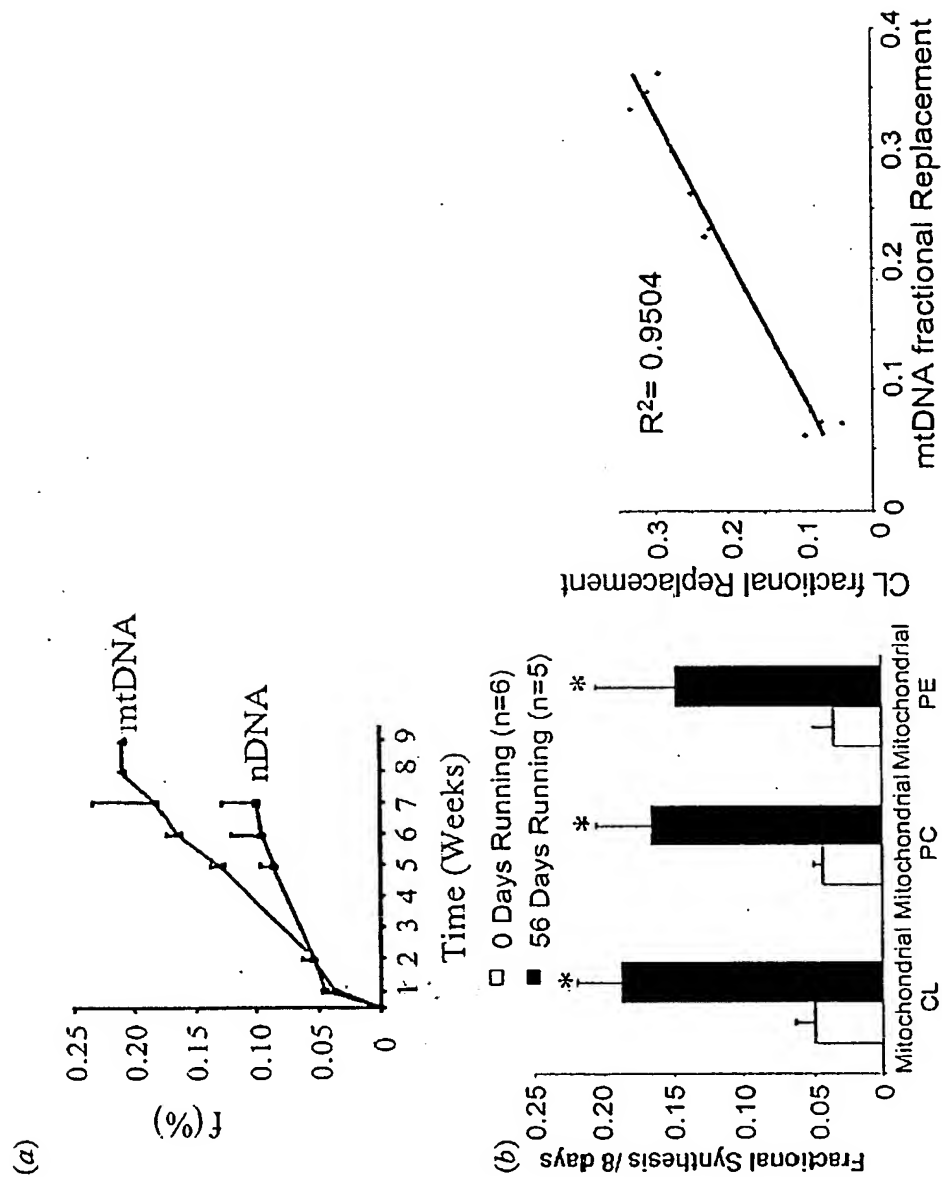 (a)
f(%)
0.25
0.20
0.15
0.10
0.05
0
mtDNA
nDNA
1 2 3 4 5 6 7 8 9
Time (Weeks)
(b)
Fractional Synthesis/8 days
0.25
0.20
0.15
0.10
0.05
0
□ 0 Days Running (n=6)
■ 56 Days Running (n=5)
*
*
*
Mitochondrial Mitochondrial Mitochondrial
CL PC PE
CL fractional Replacement
0.3
0.2
0.1
0
R²= 0.9504
0 0.1 0.2 0.3 0.4
mtDNA fractional Replacement